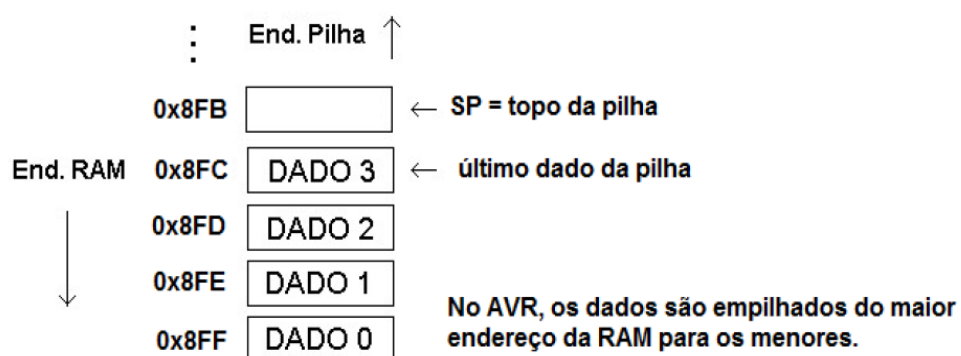 ⋮ End. Pilha ↑
0x8FB ← SP = topo da pilha
End. RAM 0x8FC DADO 3 ← último dado da pilha
0x8FD DADO 2
0x8FE DADO 1
0x8FF DADO 0
No AVR, os dados são empilhados do maior
endereço da RAM para os menores.